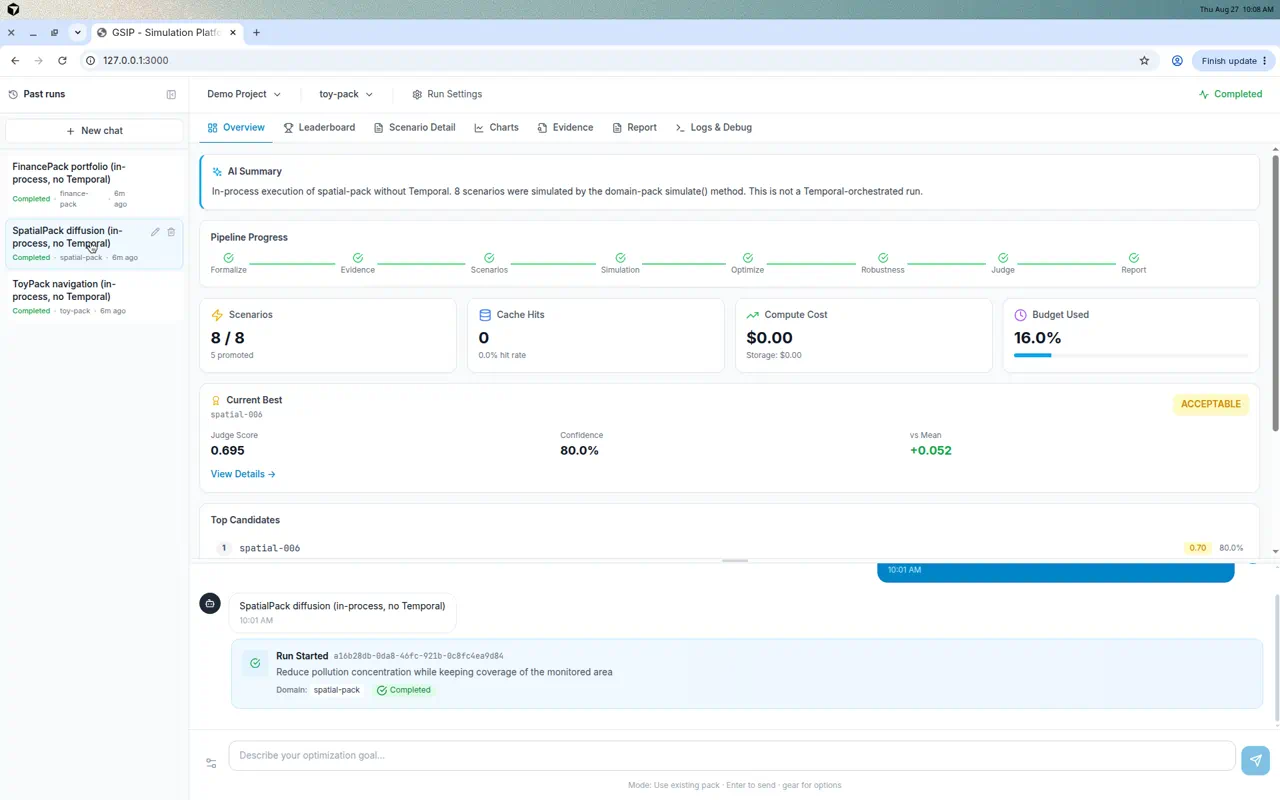 Thu Aug 27 10:08 AM
GSIP - Simulation Platfo
127.0.0.1:3000
Finish update
Past runs
New chat
FinancePack portfolio (in-
process, no Temporal)
Completed · finance-pack · 6m ago
SpatialPack diffusion (in-
process, no Temporal)
Completed · spatial-pack · 6m ago
ToyPack navigation (in-
process, no Temporal)
Completed · toy-pack · 6m ago
Demo Project
toy-pack
Run Settings
Completed
Overview
Leaderboard
Scenario Detail
Charts
Evidence
Report
Logs & Debug
AI Summary
In-process execution of spatial-pack without Temporal. 8 scenarios were simulated by the domain-pack simulate() method. This is not a Temporal-orchestrated run.
Pipeline Progress
Formalize
Evidence
Scenarios
Simulation
Optimize
Robustness
Judge
Report
Scenarios
8 / 8
5 promoted
Cache Hits
0
0.0% hit rate
Compute Cost
$0.00
Storage: $0.00
Budget Used
16.0%
Current Best
spatial-006
ACCEPTABLE
Judge Score
0.695
Confidence
80.0%
vs Mean
+0.052
View Details →
Top Candidates
1 spatial-006 0.70 80.0%
10:01 AM
SpatialPack diffusion (in-process, no Temporal)
10:01 AM
Run Started a16b28db-0da8-46fc-921b-0c8fc4ea9d84
Reduce pollution concentration while keeping coverage of the monitored area
Domain: spatial-pack Completed
Describe your optimization goal...
Mode: Use existing pack · Enter to send · gear for options